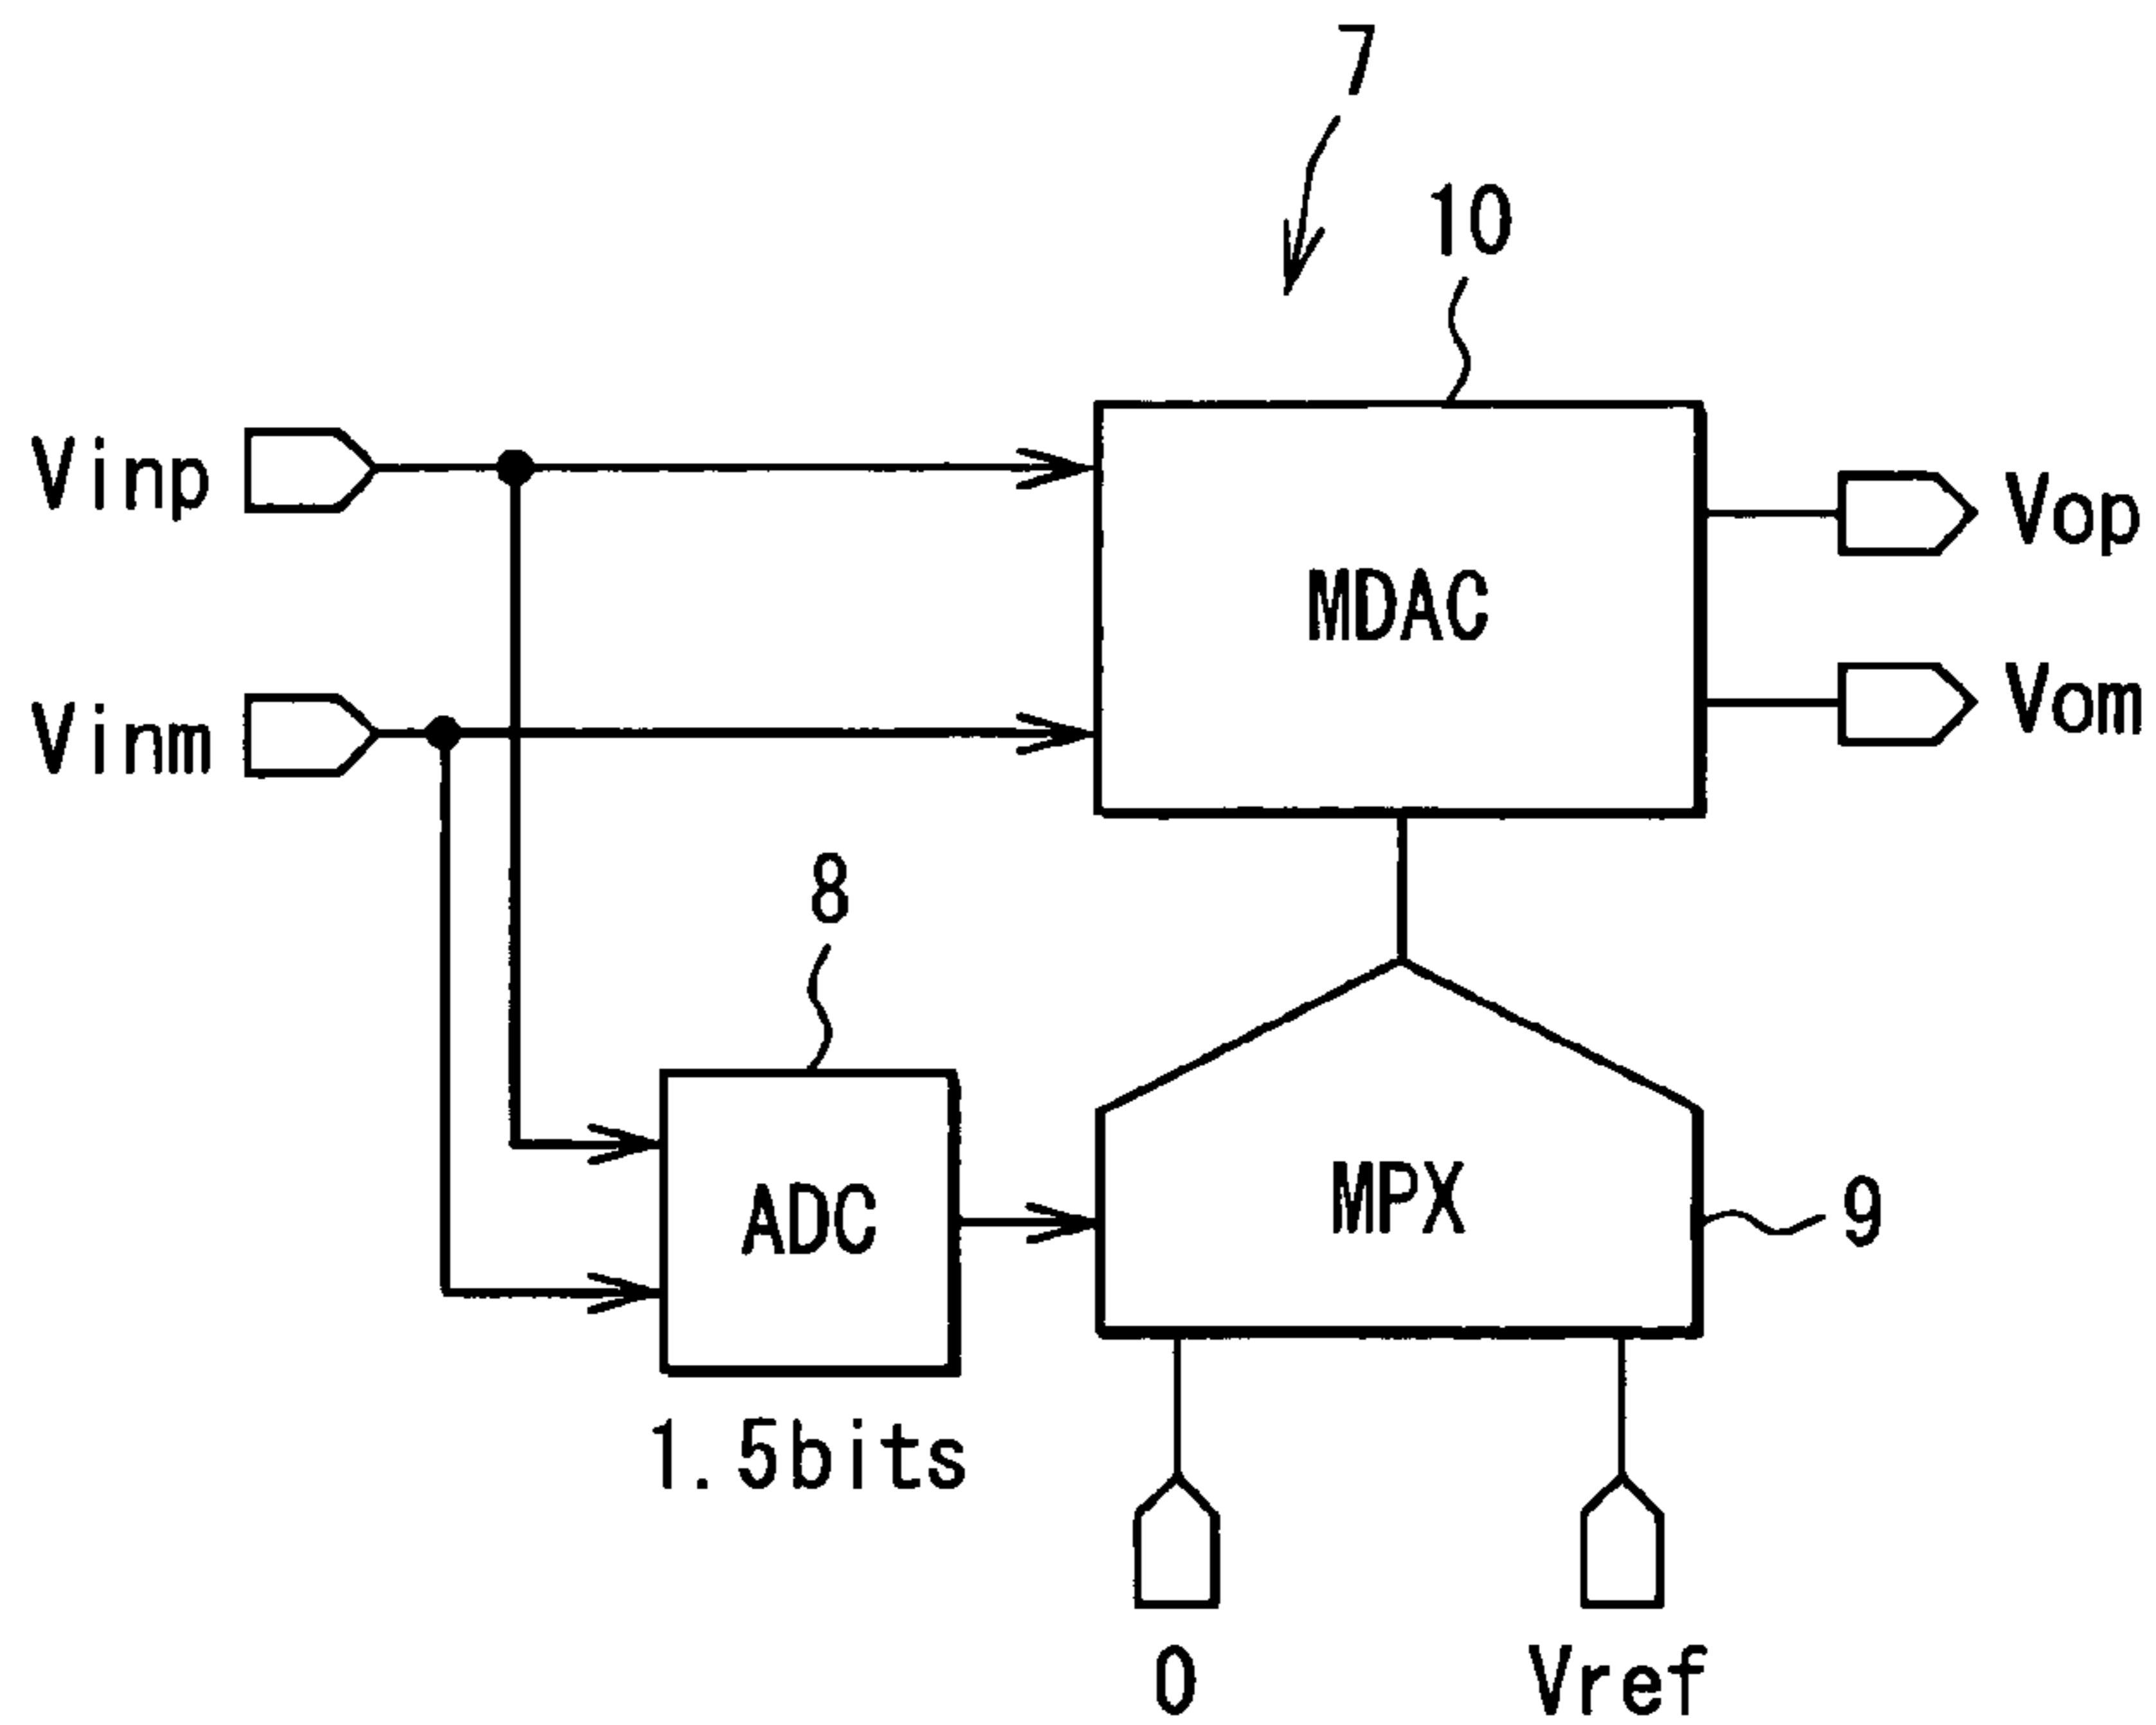 7
10
Vinp
Vop
MDAC
Vinm
Vom
8
ADC
MPX
9
1.5bits
0
Vref